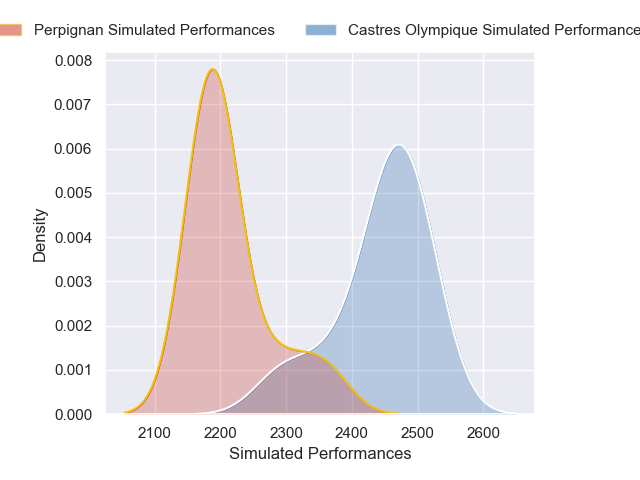 Perpignan Simulated Performances Castres Olympique Simulated Performance
0.008
0.007
0.006
0.005
0.004
0.003
0.002
0.001
0.000
Density
2100 2200 2300 2400 2500 2600
Simulated Performances